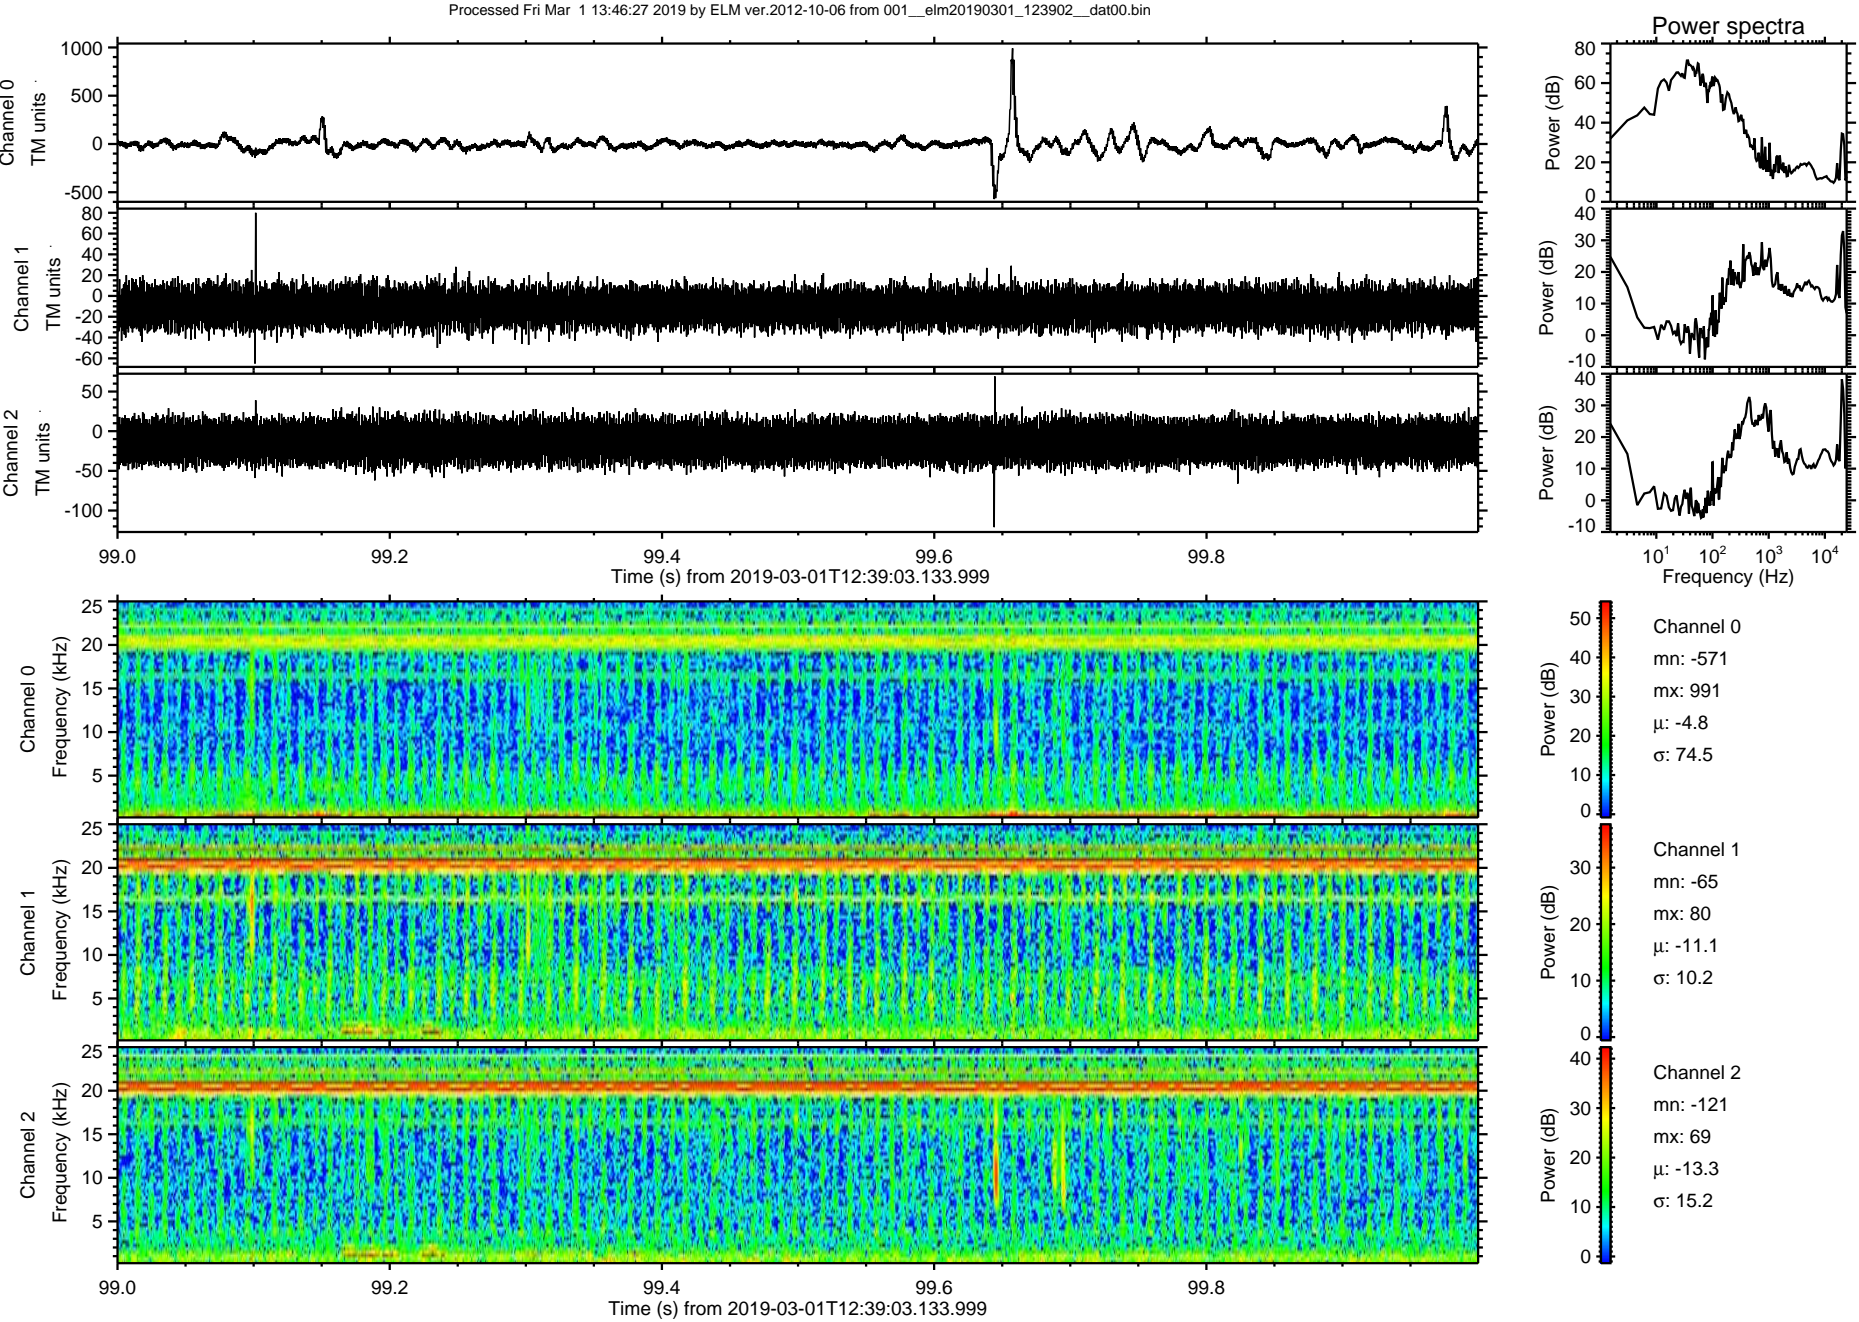 Processed Fri Mar  1 13:46:27 2019 by ELM ver.2012-10-06 from 001__elm20190301_123902__dat00.bin
Power spectra
Channel 0
TM units
1000
500
0
-500
Power (dB)
80
60
40
20
0
Channel 1
TM units
80
60
40
20
0
-20
-40
-60
Power (dB)
40
30
20
10
0
-10
Channel 2
TM units
50
0
-50
-100
Power (dB)
40
30
20
10
0
-10
99.0 99.2 99.4 99.6 99.8
Time (s) from 2019-03-01T12:39:03.133.999
10¹ 10² 10³ 10⁴
Frequency (Hz)
Channel 0
Frequency (kHz)
25
20
15
10
5
Power (dB)
50
40
30
20
10
0
Channel 0
mn: -571
mx: 991
μ: -4.8
σ: 74.5
Channel 1
Frequency (kHz)
25
20
15
10
5
Power (dB)
30
20
10
0
Channel 1
mn: -65
mx: 80
μ: -11.1
σ: 10.2
Channel 2
Frequency (kHz)
25
20
15
10
5
Power (dB)
40
30
20
10
0
Channel 2
mn: -121
mx: 69
μ: -13.3
σ: 15.2
99.0 99.2 99.4 99.6 99.8
Time (s) from 2019-03-01T12:39:03.133.999